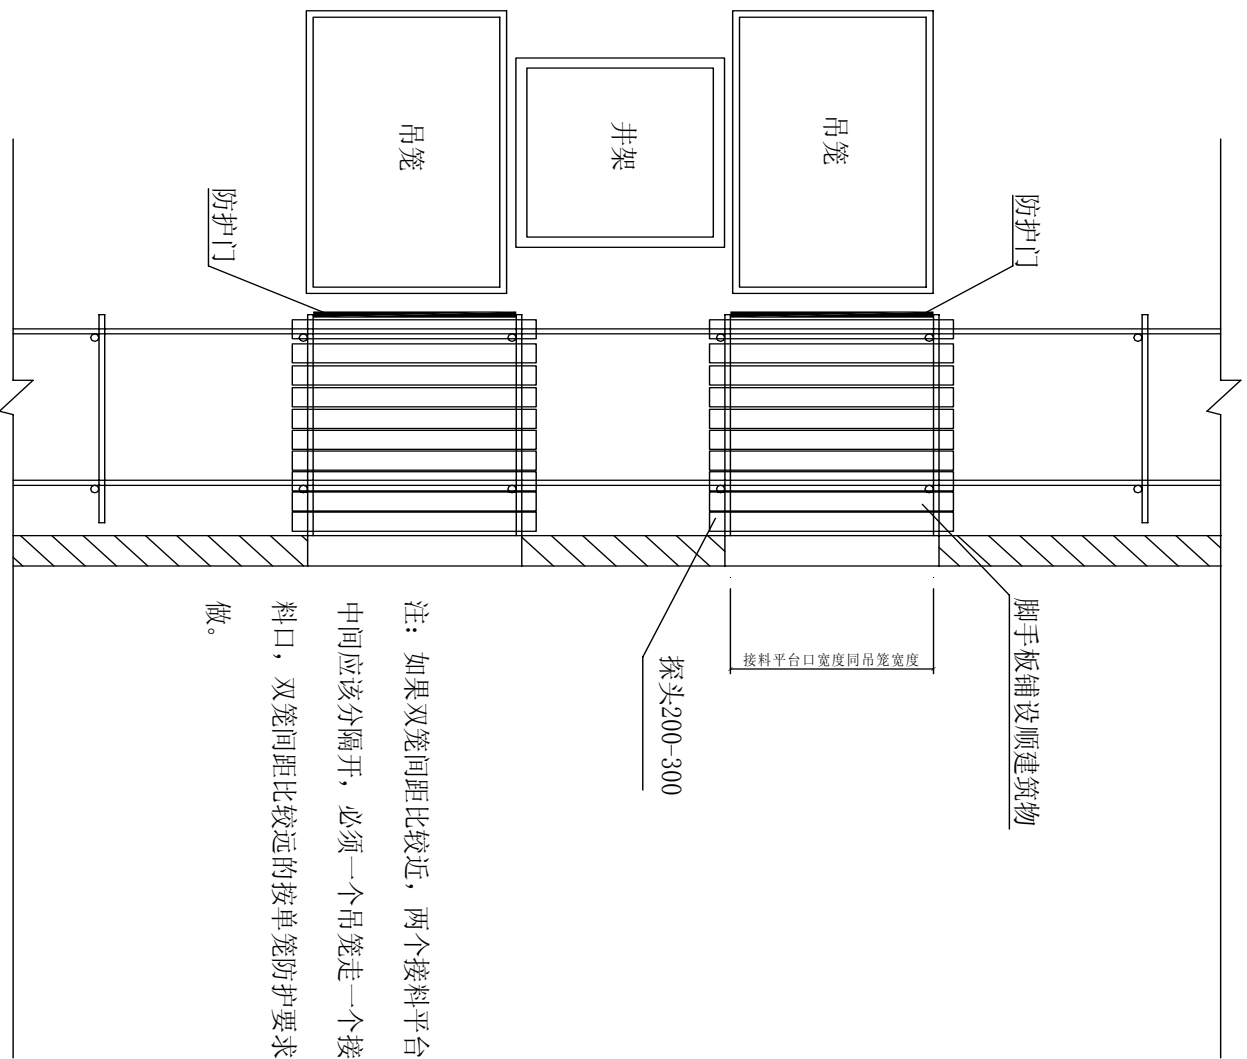 吊笼
井架
吊笼
防护门
防护门
接料平台口宽度同吊笼宽度
脚手板铺设顺建筑物
探头200-300
注：如果双笼间距比较近，两个接料平台
中间应该分隔开，必须一个吊笼走一个接
料口，双笼间距比较远的按单笼防护要求
做。